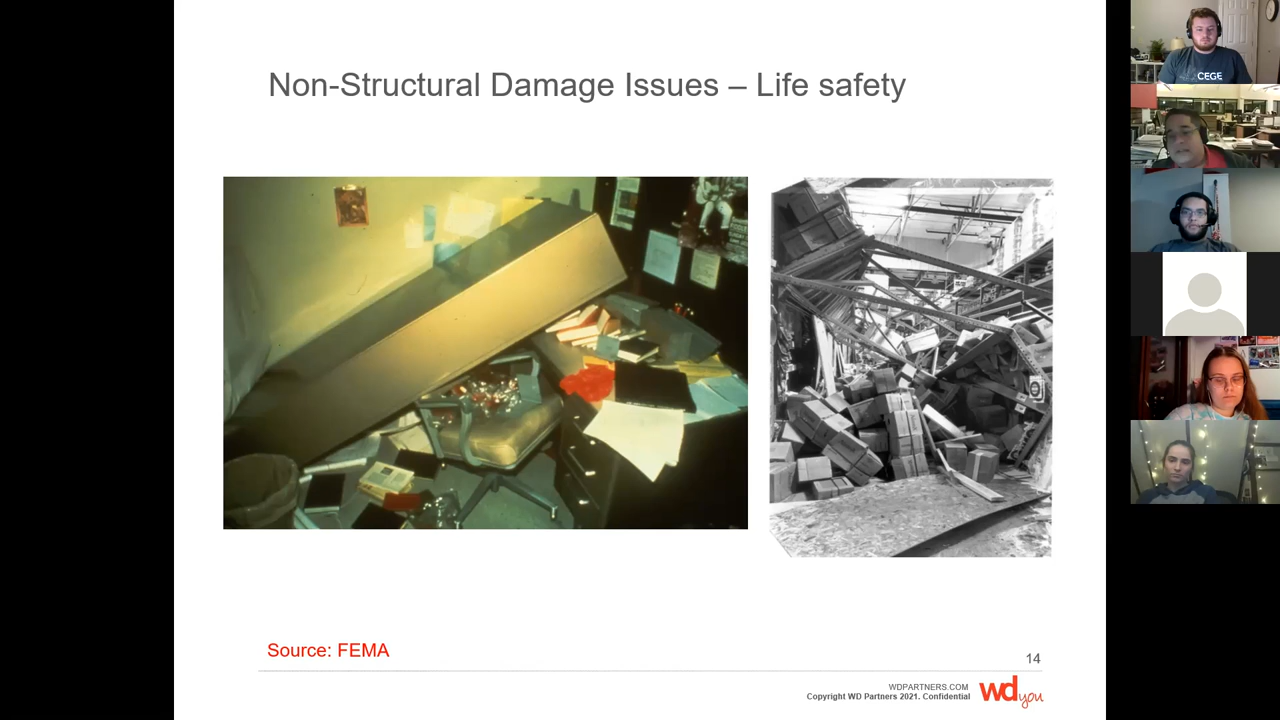 Non-Structural Damage Issues – Life safety
CEGE
Source: FEMA
14
WDPARTNERS.COM
Copyright WD Partners 2021. Confidential
wd you